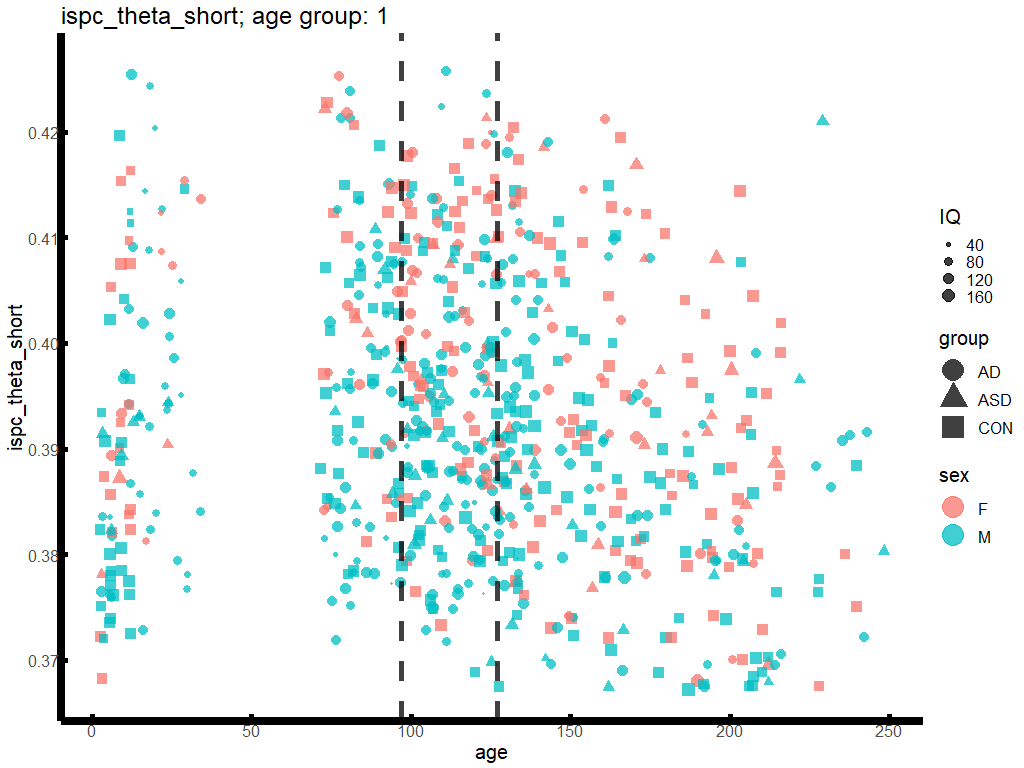 ispc_theta_short; age group: 1
ispc_theta_short
0.42
0.41
0.40
0.39
0.38
0.37
0
50
100
150
200
250
age
IQ
40
80
120
160
group
AD
ASD
CON
sex
F
M